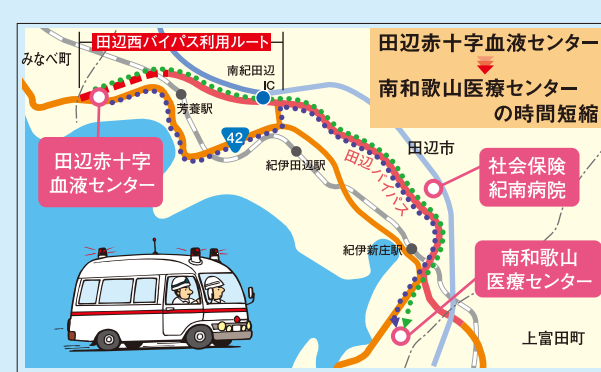 田辺西バイパス利用ルート
みなべ町
南紀田辺
IC
芳養駅
42
紀伊田辺駅
田辺バイパス
田辺市
紀伊新庄駅
上富田町
田辺赤十字血液センター
南和歌山医療センター
の時間短縮
田辺赤十字
血液センター
社会保険
紀南病院
南和歌山
医療センター